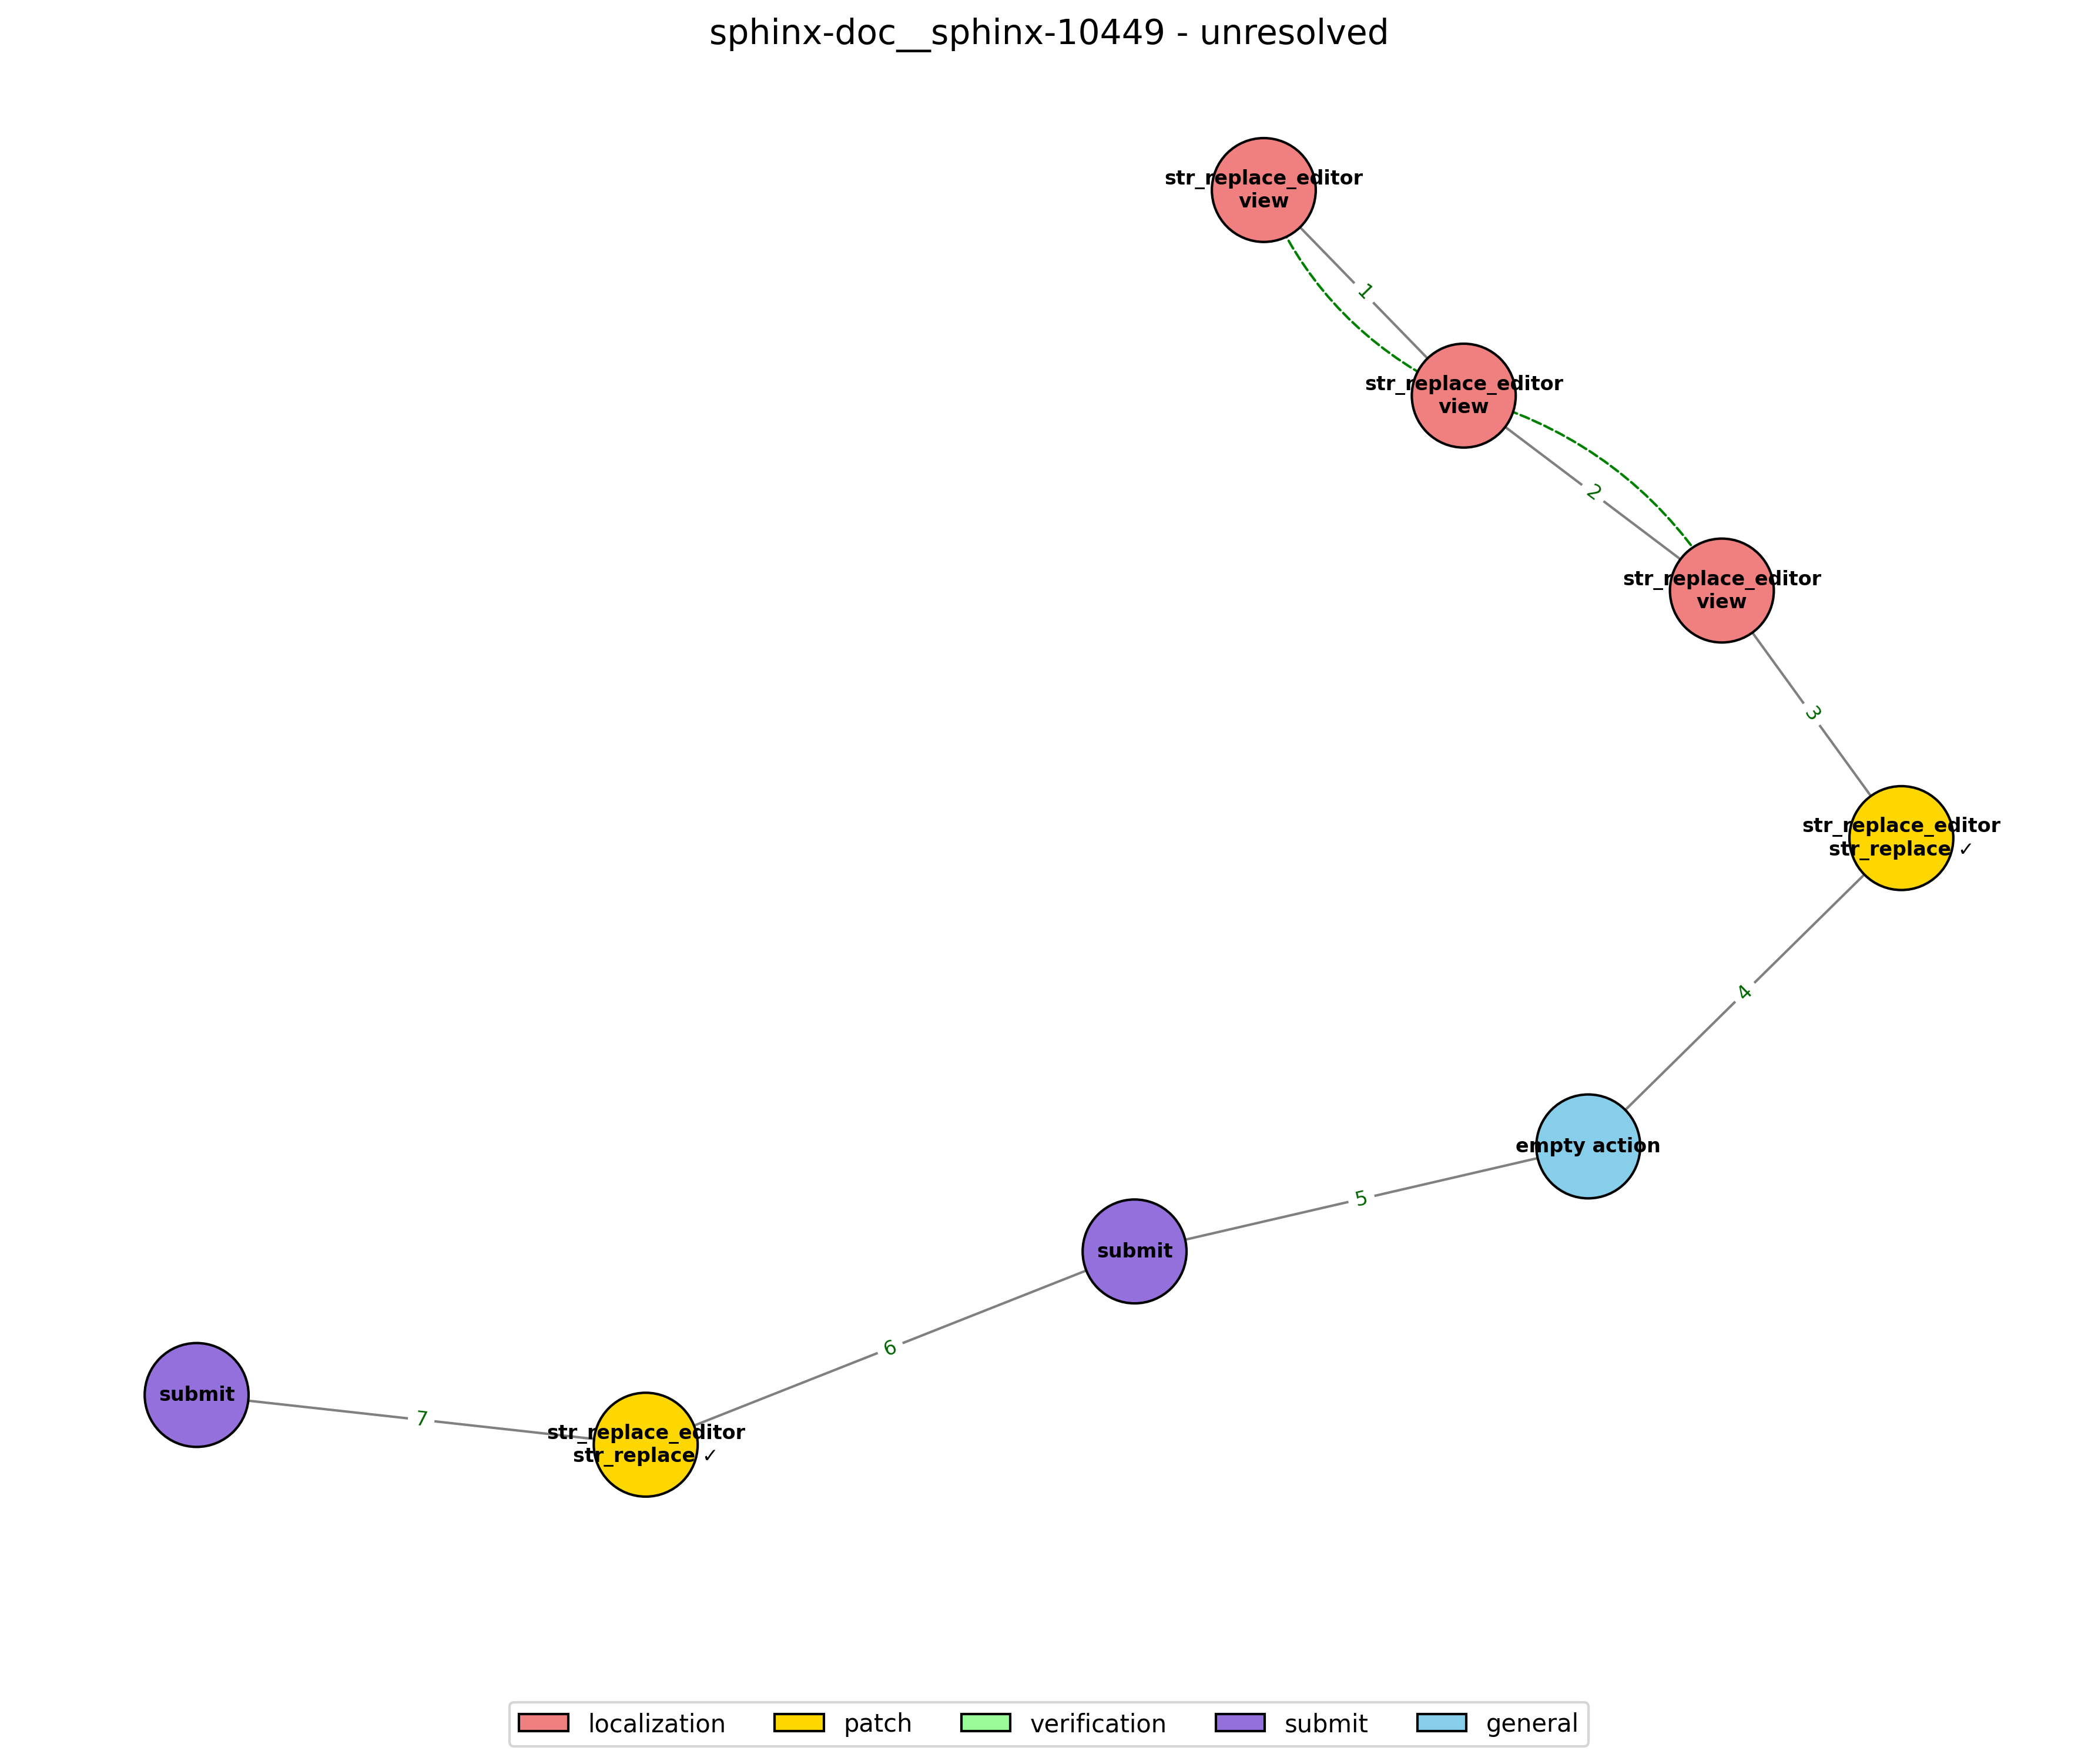 sphinx-doc__sphinx-10449 - unresolved
str_replace_editor
view
1
str_replace_editor
view
2
str_replace_editor
view
3
str_replace_editor
str_replace ✓
4
empty action
5
submit
6
str_replace_editor
str_replace ✓
7
submit
localization
patch
verification
submit
general